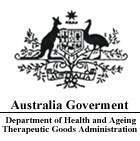 Australia Goverment
Department of Health and Ageing
Therapeutic Goods Administration